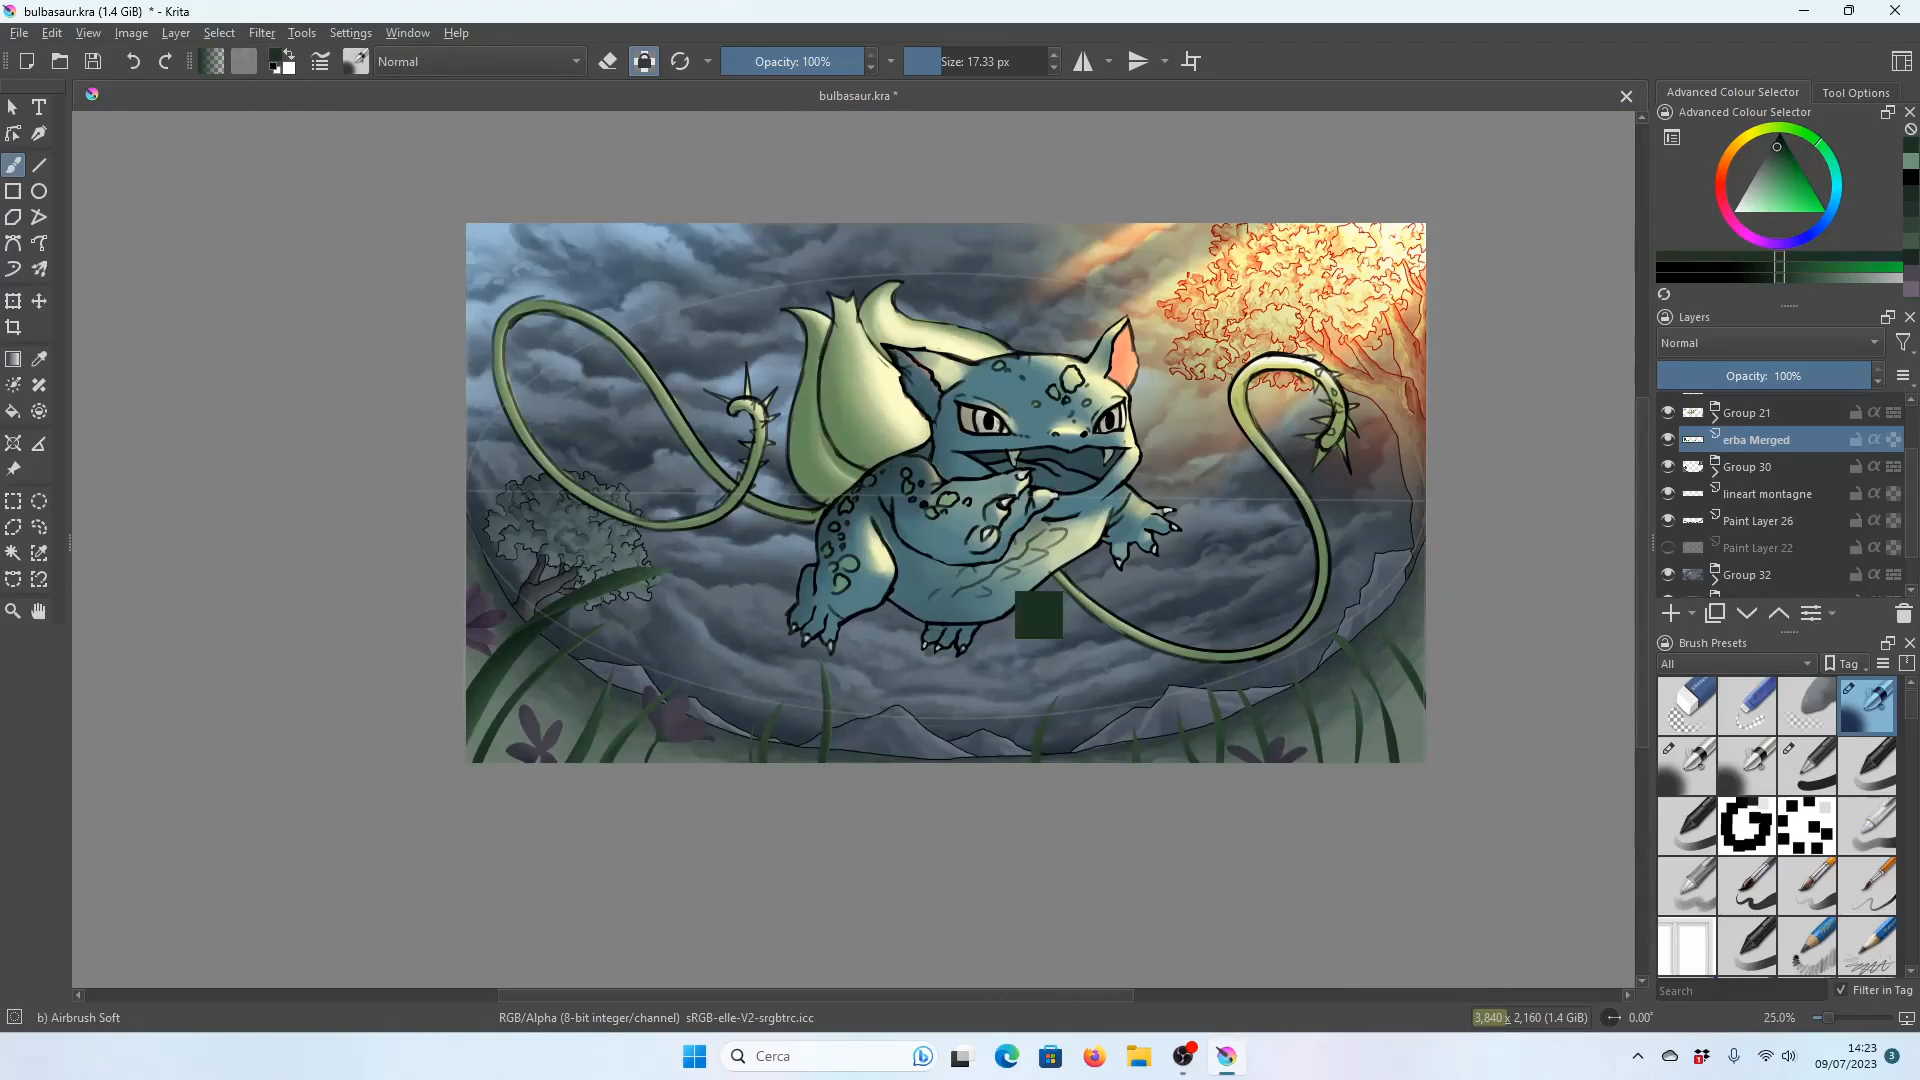 bulbasaur.kra (1.4 GiB) * - Krita
File Edit View Image Layer Select Filter Tools Settings Window Help
Normal
Opacity: 100%
Size: 17.33 px
bulbasaur.kra *
Advanced Colour Selector
Tool Options
Advanced Colour Selector
Layers
Normal
Opacity: 100%
Group 21
erba Merged
Group 30
lineart montagne
Paint Layer 26
Paint Layer 22
Group 32
Brush Presets
All
Tag
Search
Filter in Tag
b) Airbrush Soft
RGB/Alpha (8-bit integer/channel) sRGB-elle-V2-srgbtrc.icc
3,840 x 2,160 (1.4 GiB)
0.00°
25.0%
Cerca
14:23
09/07/2023
3
1